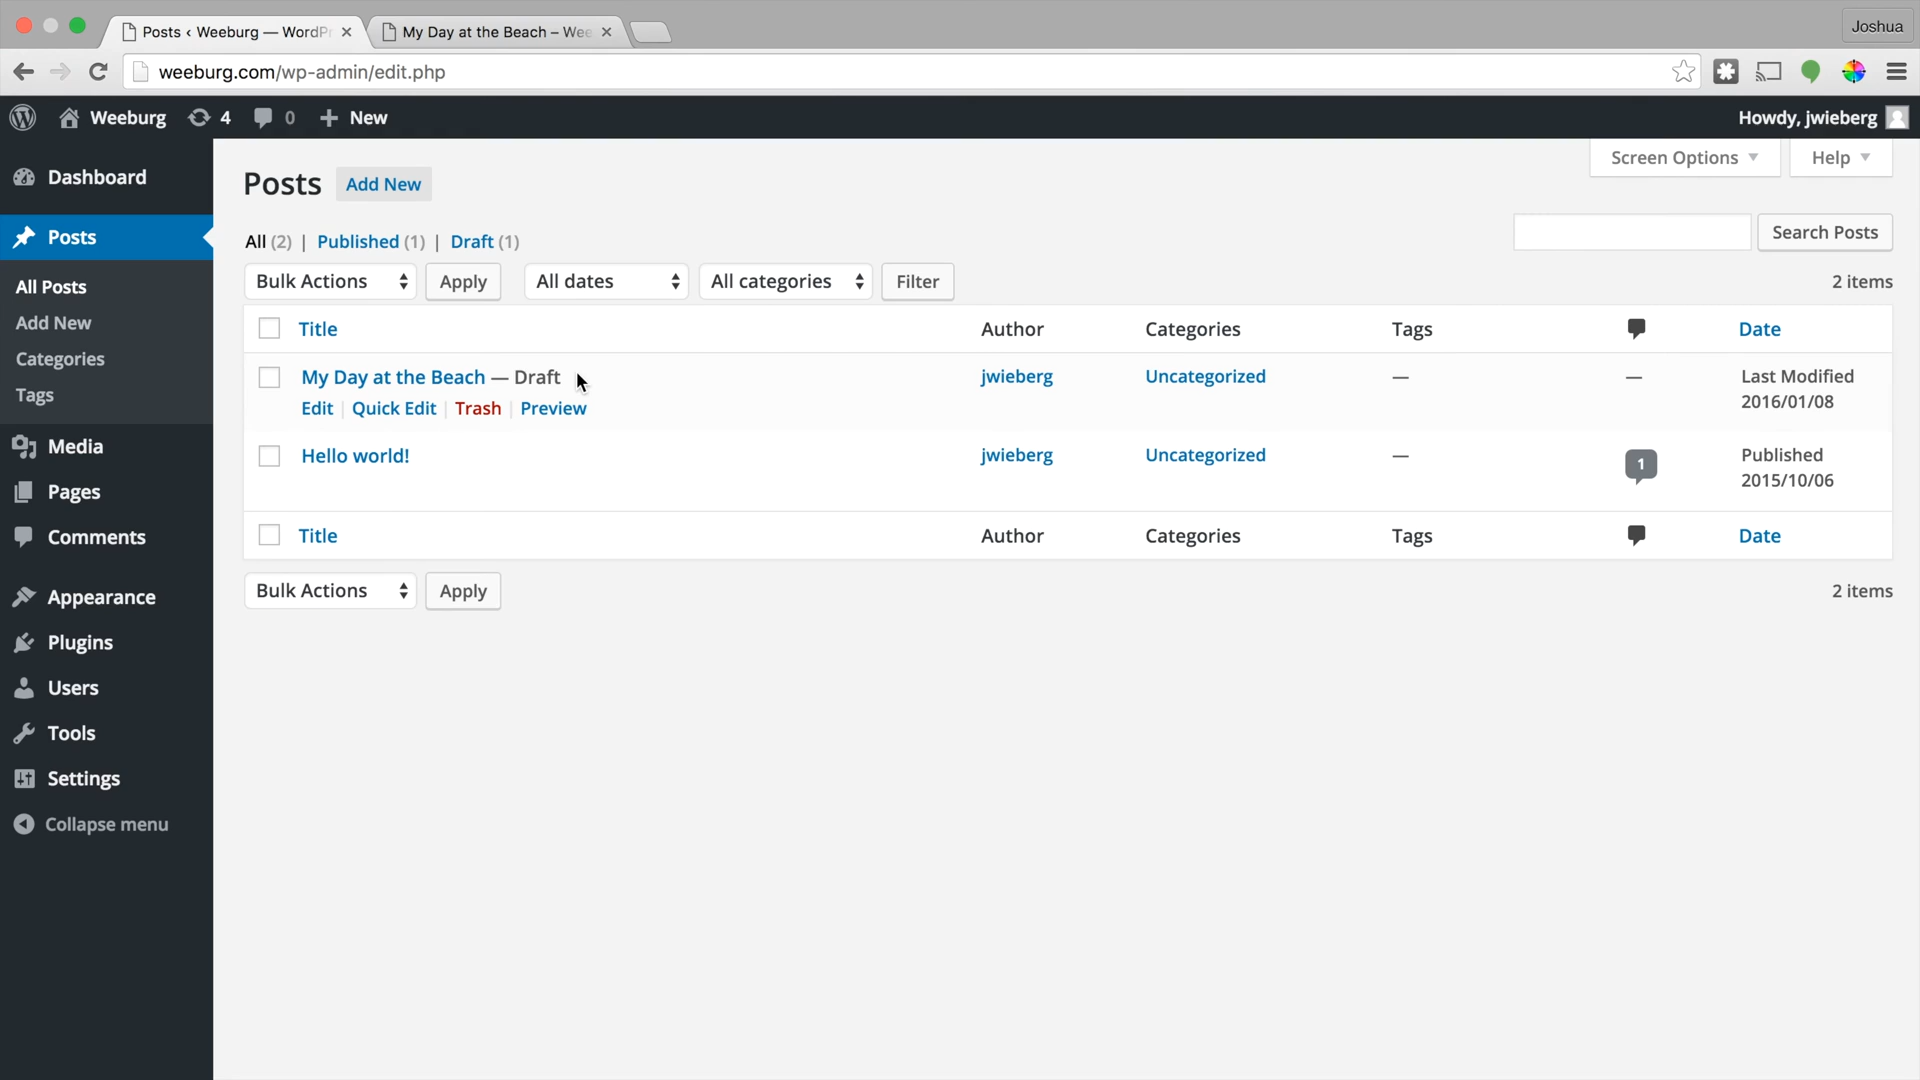 Posts ‹ Weeburg — WordPr
My Day at the Beach – Wee
Joshua
weeburg.com/wp-admin/edit.php
Weeburg 4 0 + New
Howdy, jwieberg
Dashboard
Posts
All Posts
Add New
Categories
Tags
Media
Pages
Comments
Appearance
Plugins
Users
Tools
Settings
Collapse menu
Screen Options Help
Posts Add New
All (2) | Published (1) | Draft (1)
Search Posts
Bulk Actions Apply All dates All categories Filter 2 items
Title Author Categories Tags Date
My Day at the Beach — Draft jwieberg Uncategorized — — Last Modified
2016/01/08
Edit | Quick Edit | Trash | Preview
Hello world! jwieberg Uncategorized — 1 Published
2015/10/06
Title Author Categories Tags Date
Bulk Actions Apply 2 items